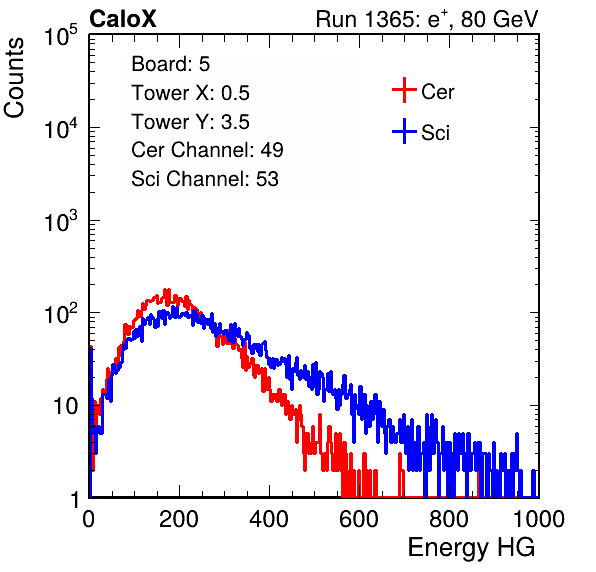 CaloX Run 1365: e⁺, 80 GeV
Counts
10⁵
10⁴
10³
10²
10
1
Board: 5
Tower X: 0.5
Tower Y: 3.5
Cer Channel: 49
Sci Channel: 53
Cer
Sci
0 200 400 600 800 1000
Energy HG